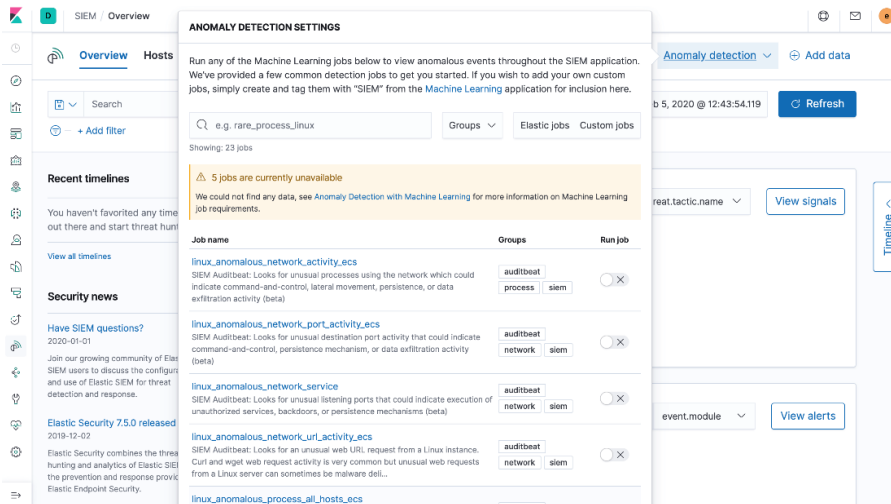 D
SIEM / Overview
e
Overview
Hosts
Anomaly detection
Add data
Search
b 5, 2020 @ 12:43:54.119
Refresh
+ Add filter
Recent timelines
You haven't favorited any time
out there and start threat hunt
View all timelines
Security news
Have SIEM questions?
2020-01-01
Join our growing community of Elas
SIEM users to discuss the configura
and use of Elastic SIEM for threat
detection and response.
Elastic Security 7.5.0 released
2019-12-02
Elastic Security combines the threa
hunting and analytics of Elastic SIE
the prevention and response provid
Elastic Endpoint Security.
ANOMALY DETECTION SETTINGS
Run any of the Machine Learning jobs below to view anomalous events throughout the SIEM application.
We've provided a few common detection jobs to get you started. If you wish to add your own custom
jobs, simply create and tag them with "SIEM" from the Machine Learning application for inclusion here.
e.g. rare_process_linux
Groups
Elastic jobs
Custom jobs
Showing: 23 jobs
5 jobs are currently unavailable
We could not find any data, see Anomaly Detection with Machine Learning for more information on Machine Learning
job requirements.
Job name
Groups
Run job
linux_anomalous_network_activity_ecs
SIEM Auditbeat: Looks for unusual processes using the network which could
indicate command-and-control, lateral movement, persistence, or data
exfiltration activity (beta)
auditbeat
process siem
linux_anomalous_network_port_activity_ecs
SIEM Auditbeat: Looks for unusual destination port activity that could indicate
command-and-control, persistence mechanism, or data exfiltration activity
(beta)
auditbeat
network siem
linux_anomalous_network_service
SIEM Auditbeat: Looks for unusual listening ports that could indicate execution of
unauthorized services, backdoors, or persistence mechanisms (beta)
auditbeat
network siem
linux_anomalous_network_url_activity_ecs
SIEM Auditbeat: Looks for an unusual web URL request from a Linux instance.
Curl and wget web request activity is very common but unusual web requests
from a Linux server can sometimes be malware deli...
auditbeat
network siem
linux_anomalous_process_all_hosts_ecs
reat.tactic.name
View signals
Timeline
event.module
View alerts